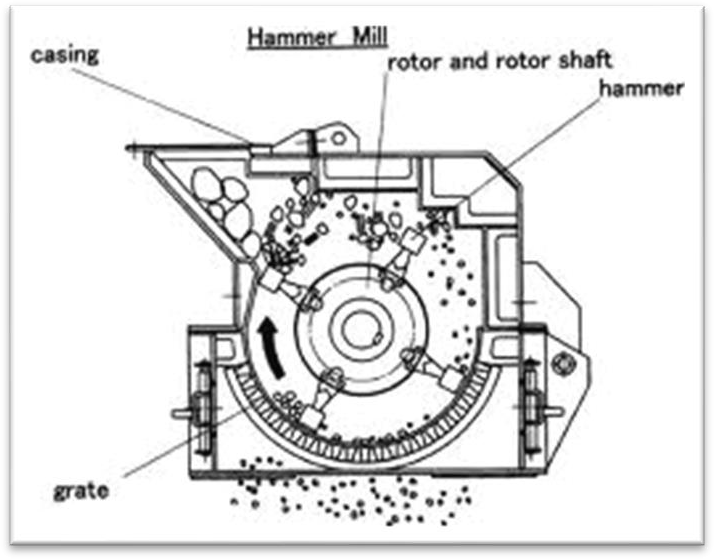 Hammer Mill
casing
rotor and rotor shaft
hammer
grate